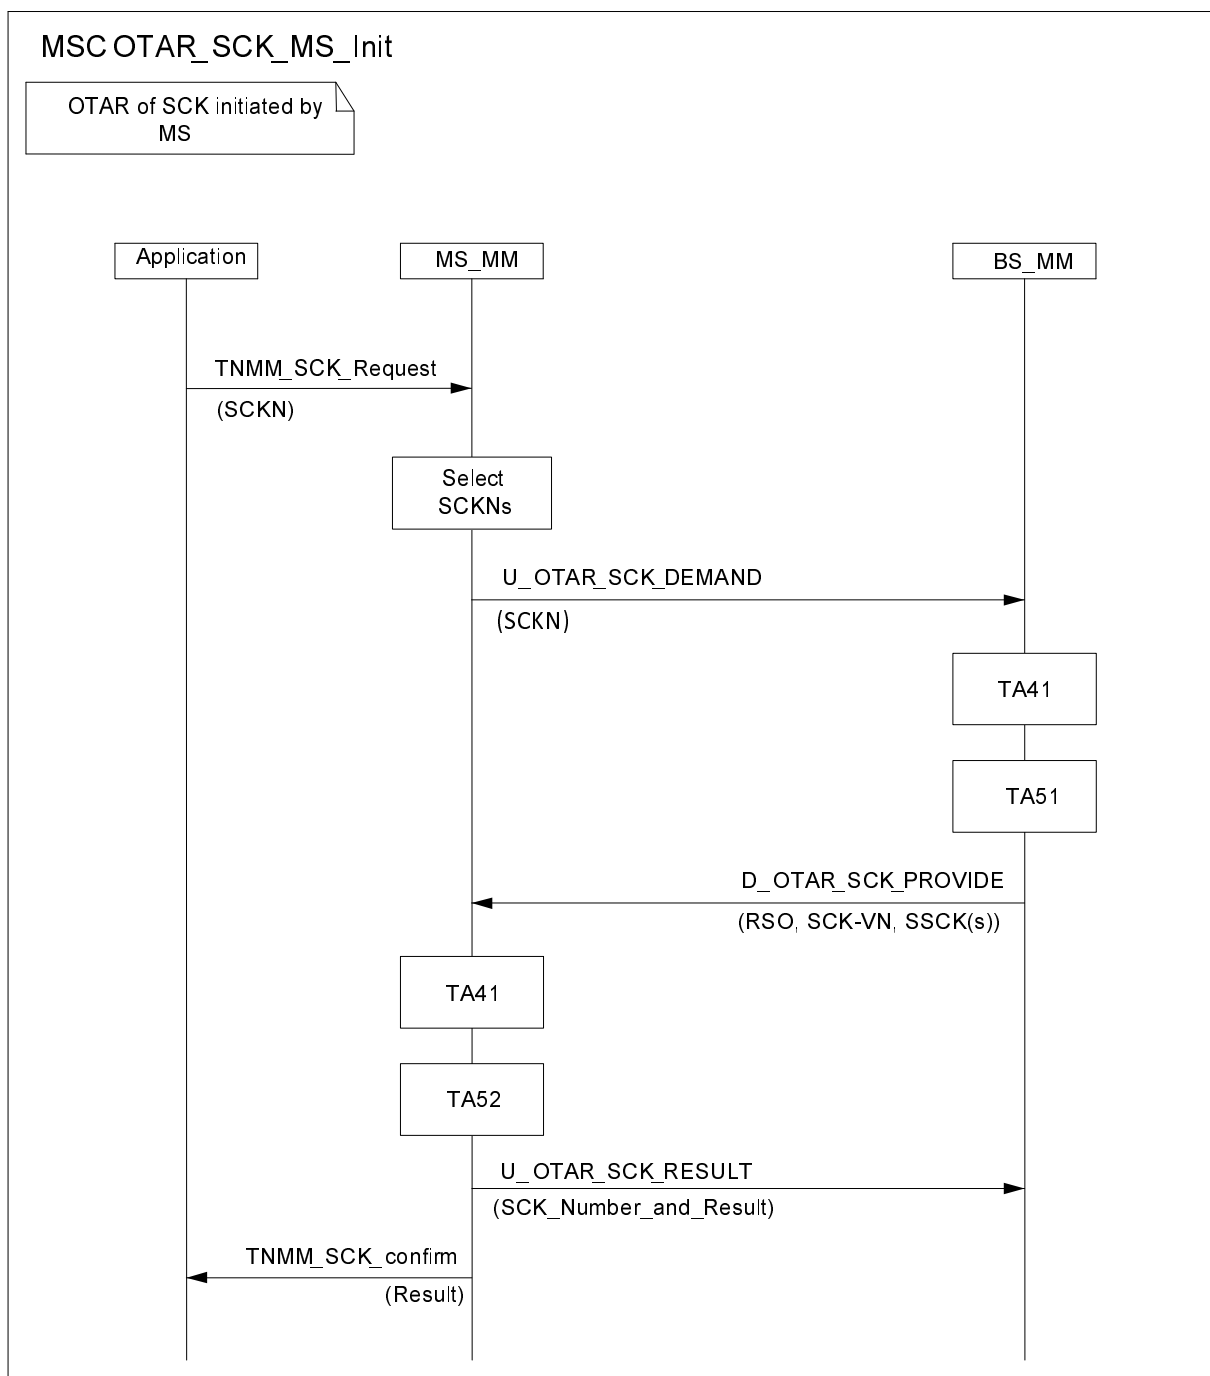 MSC OTAR_SCK_MS_Init
OTAR of SCK initiated by
MS
Application
MS_MM
BS_MM
TNMM_SCK_Request
(SCKN)
Select
SCKNs
U_OTAR_SCK_DEMAND
(SCKN)
TA41
TA51
D_OTAR_SCK_PROVIDE
(RSO, SCK-VN, SSCK(s))
TA41
TA52
U_OTAR_SCK_RESULT
(SCK_Number_and_Result)
TNMM_SCK_confirm
(Result)